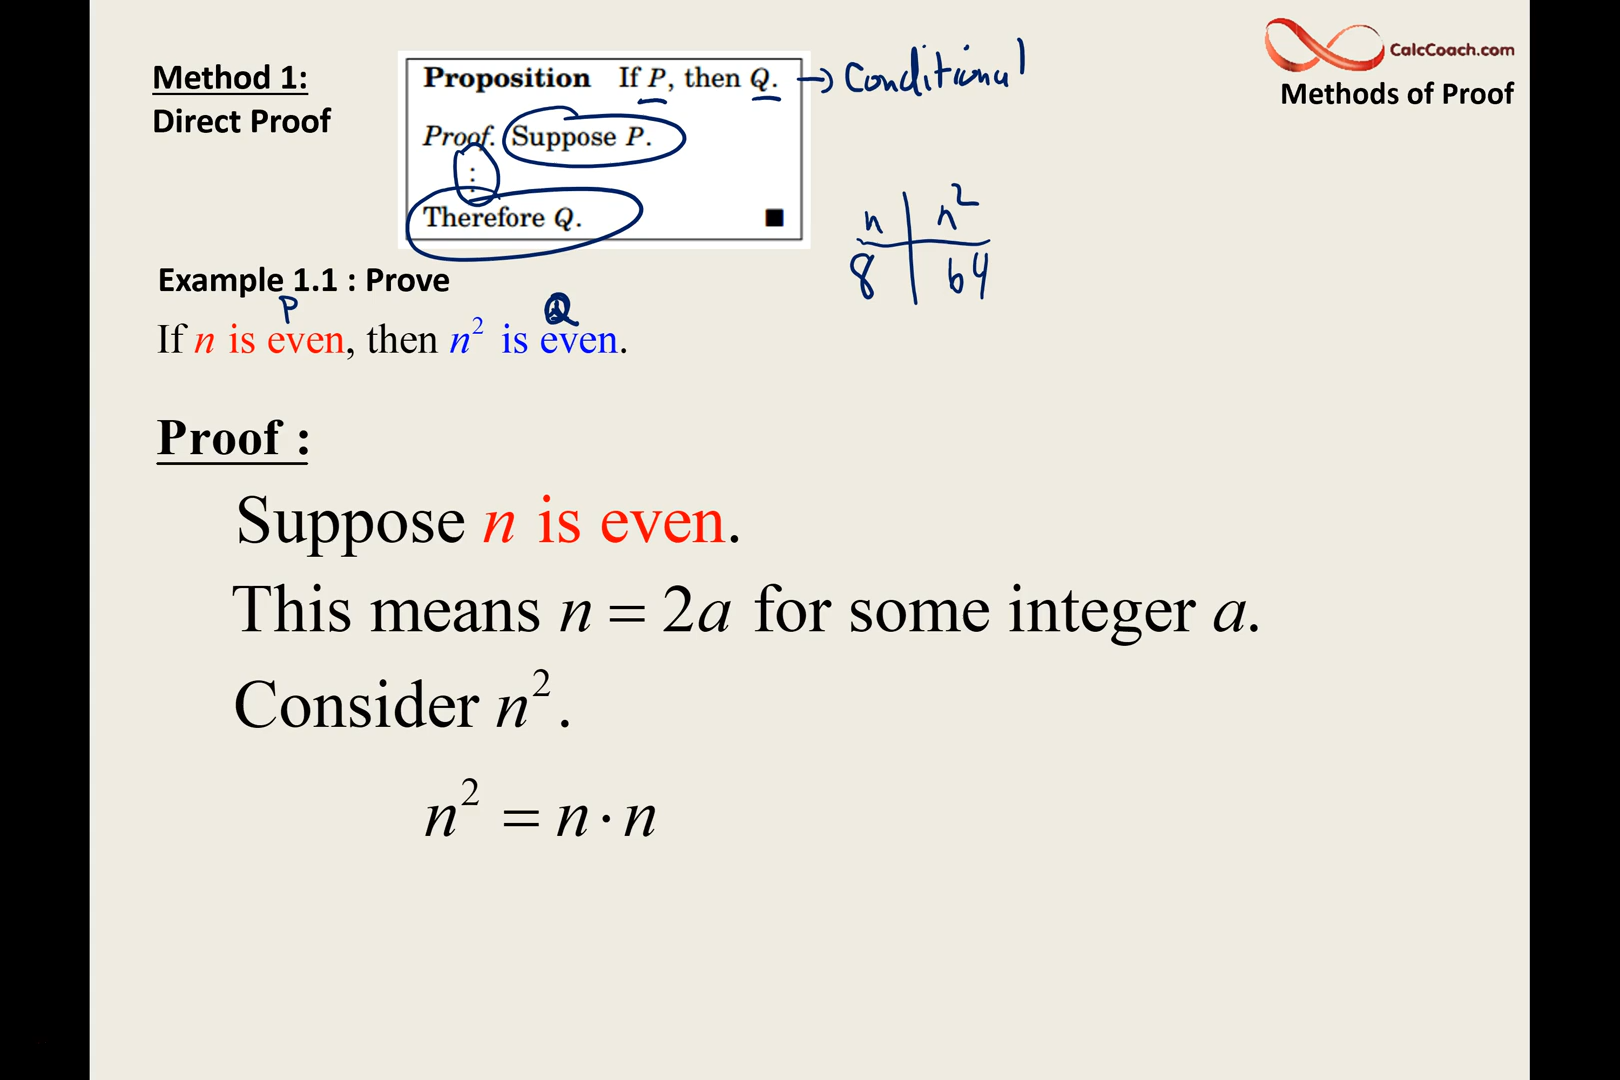 Method 1:
Direct Proof
Proposition If P, then Q. → Conditional
Proof. Suppose P.
⋮
Therefore Q. ■
CalcCoach.com
Methods of Proof
n | n²
8 | 64
Example 1.1 : Prove
P Q
If n is even, then n² is even.
Proof :
Suppose n is even.
This means n = 2a for some integer a.
Consider n².
n² = n · n